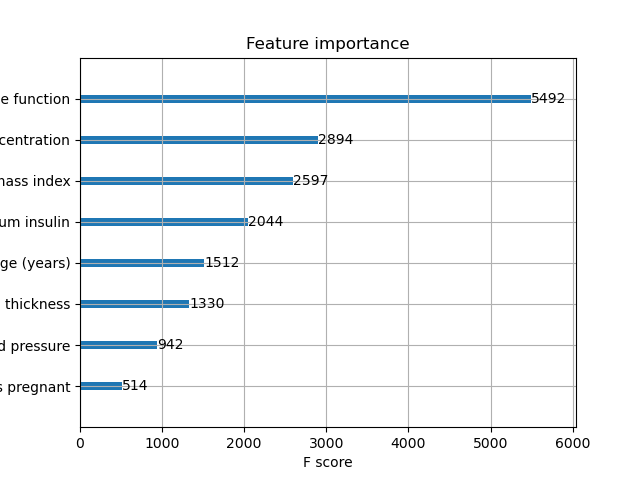 Feature importance
e function 5492
centration 2894
mass index 2597
um insulin 2044
ge (years) 1512
thickness 1330
d pressure 942
s pregnant 514
0 1000 2000 3000 4000 5000 6000
F score